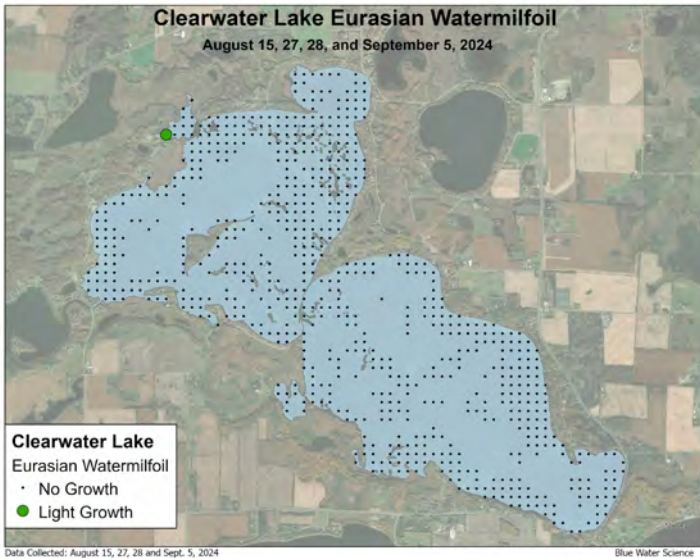 Clearwater Lake Eurasian Watermilfoil
August 15, 27, 28, and September 5, 2024
Clearwater Lake
Eurasian Watermilfoil
No Growth
Light Growth
Data Collected: August 15, 27, 28 and Sept. 5, 2024
Blue Water Science